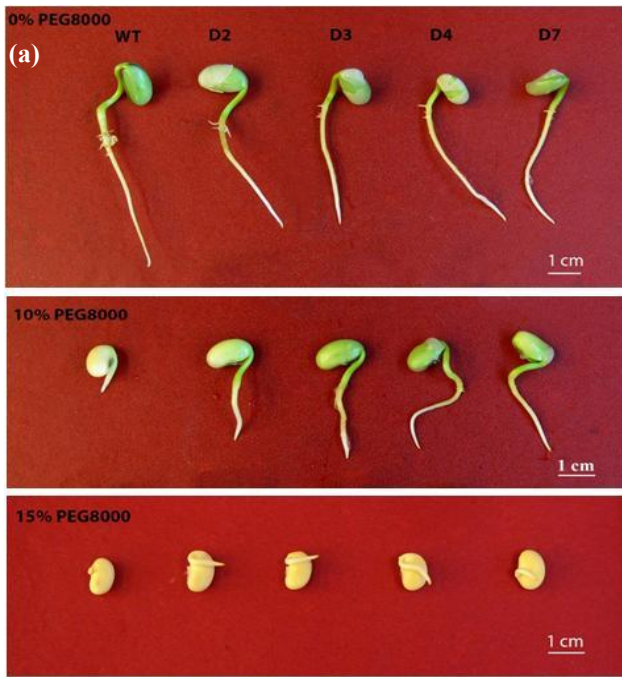 0% PEG8000
WT D2 D3 D4 D7
(a)
1 cm
10% PEG8000
1 cm
15% PEG8000
1 cm